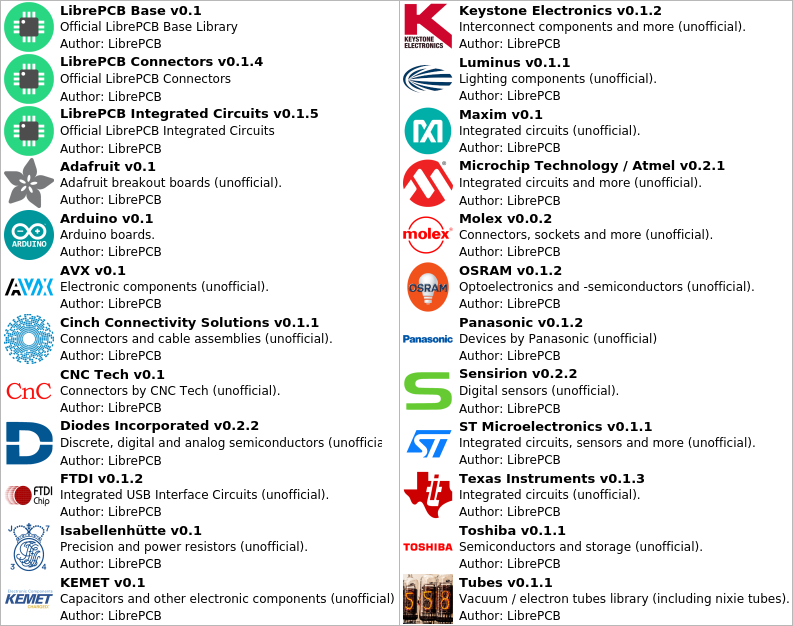 LibrePCB Base v0.1
Official LibrePCB Base Library
Author: LibrePCB
LibrePCB Connectors v0.1.4
Official LibrePCB Connectors
Author: LibrePCB
LibrePCB Integrated Circuits v0.1.5
Official LibrePCB Integrated Circuits
Author: LibrePCB
Adafruit v0.1
Adafruit breakout boards (unofficial).
Author: LibrePCB
ARDUINO
Arduino v0.1
Arduino boards.
Author: LibrePCB
AVX
AVX v0.1
Electronic components (unofficial).
Author: LibrePCB
Cinch Connectivity Solutions v0.1.1
Connectors and cable assemblies (unofficial).
Author: LibrePCB
CnC
CNC Tech v0.1
Connectors by CNC Tech (unofficial).
Author: LibrePCB
D
Diodes Incorporated v0.2.2
Discrete, digital and analog semiconductors (unofficia
Author: LibrePCB
FTDI
Chip
FTDI v0.1.2
Integrated USB Interface Circuits (unofficial).
Author: LibrePCB
J 7
3 4
Isabellenhütte v0.1
Precision and power resistors (unofficial).
Author: LibrePCB
Electronic Components
KEMET
CHARGED
KEMET v0.1
Capacitors and other electronic components (unofficial)
Author: LibrePCB
K
KEYSTONE
ELECTRONICS
Keystone Electronics v0.1.2
Interconnect components and more (unofficial).
Author: LibrePCB
Luminus v0.1.1
Lighting components (unofficial).
Author: LibrePCB
Maxim v0.1
Integrated circuits (unofficial).
Author: LibrePCB
Microchip Technology / Atmel v0.2.1
Integrated circuits and more (unofficial).
Author: LibrePCB
molex
Molex v0.0.2
Connectors, sockets and more (unofficial).
Author: LibrePCB
OSRAM
OSRAM v0.1.2
Optoelectronics and -semiconductors (unofficial).
Author: LibrePCB
Panasonic
Panasonic v0.1.2
Devices by Panasonic (unofficial)
Author: LibrePCB
S
Sensirion v0.2.2
Digital sensors (unofficial).
Author: LibrePCB
ST
ST Microelectronics v0.1.1
Integrated circuits, sensors and more (unofficial).
Author: LibrePCB
ti
Texas Instruments v0.1.3
Integrated circuits (unofficial).
Author: LibrePCB
TOSHIBA
Toshiba v0.1.1
Semiconductors and storage (unofficial).
Author: LibrePCB
5 5 8
Tubes v0.1.1
Vacuum / electron tubes library (including nixie tubes).
Author: LibrePCB